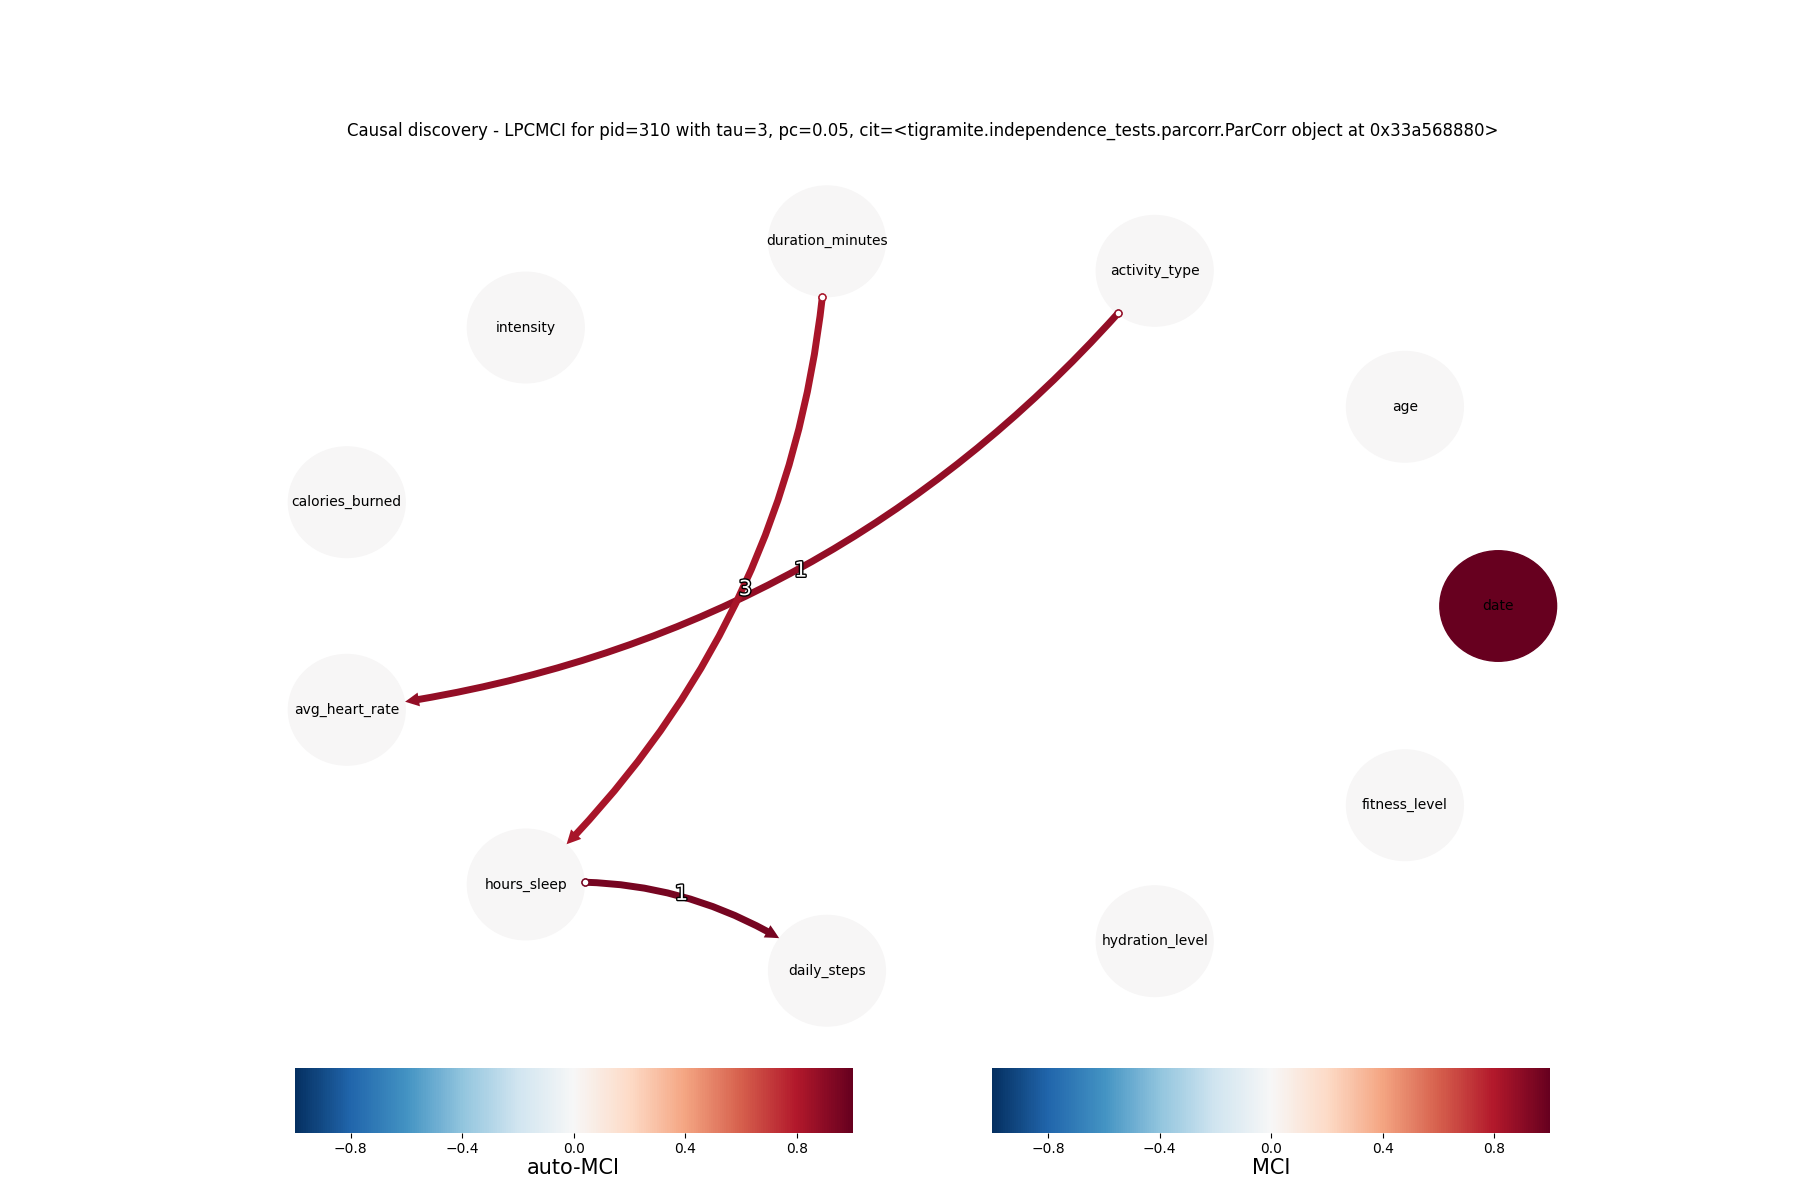 Causal discovery - LPCMCI for pid=310 with tau=3, pc=0.05, cit=<tigramite.independence_tests.parcorr.ParCorr object at 0x33a568880>
duration_minutes
activity_type
intensity
age
calories_burned
1
3
date
avg_heart_rate
fitness_level
hours_sleep
1
hydration_level
daily_steps
−0.8 −0.4 0.0 0.4 0.8
auto-MCI
−0.8 −0.4 0.0 0.4 0.8
MCI